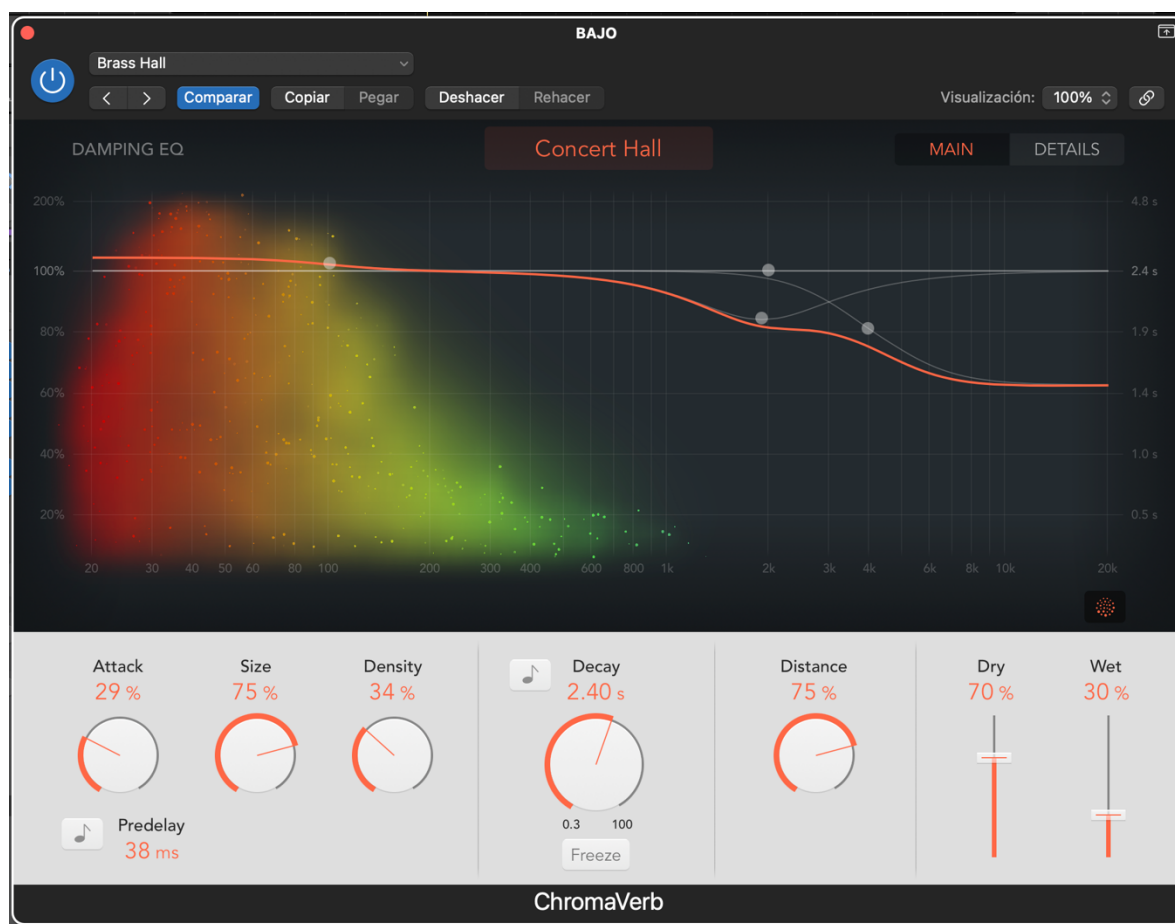 BAJO
Brass Hall
Comparar Copiar Pegar Deshacer Rehacer Visualización: 100%
DAMPING EQ Concert Hall MAIN DETAILS
200% 4.8 s
100% 2.4 s
80% 1.9 s
60% 1.4 s
40% 1.0 s
20% 0.5 s
20 30 40 50 60 80 100 200 300 400 600 800 1k 2k 3k 4k 6k 8k 10k 20k
Attack Size Density Decay Distance Dry Wet
29 % 75 % 34 % 2.40 s 75 % 70 % 30 %
Predelay 0.3 100
38 ms Freeze
ChromaVerb